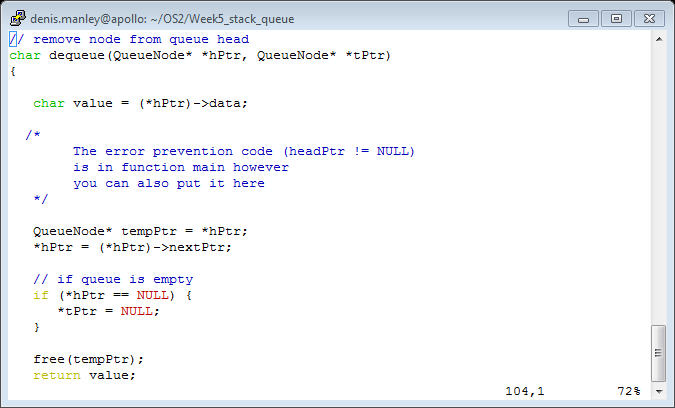 denis.manley@apollo: ~/OS2/Week5_stack_queue
// remove node from queue head
char dequeue(QueueNode* *hPtr, QueueNode* *tPtr)
{
char value = (*hPtr)->data;
/*
The error prevention code (headPtr != NULL)
is in function main however
you can also put it here
*/
QueueNode* tempPtr = *hPtr;
*hPtr = (*hPtr)->nextPtr;
// if queue is empty
if (*hPtr == NULL) {
*tPtr = NULL;
}
free(tempPtr);
return value;
104,1 72%